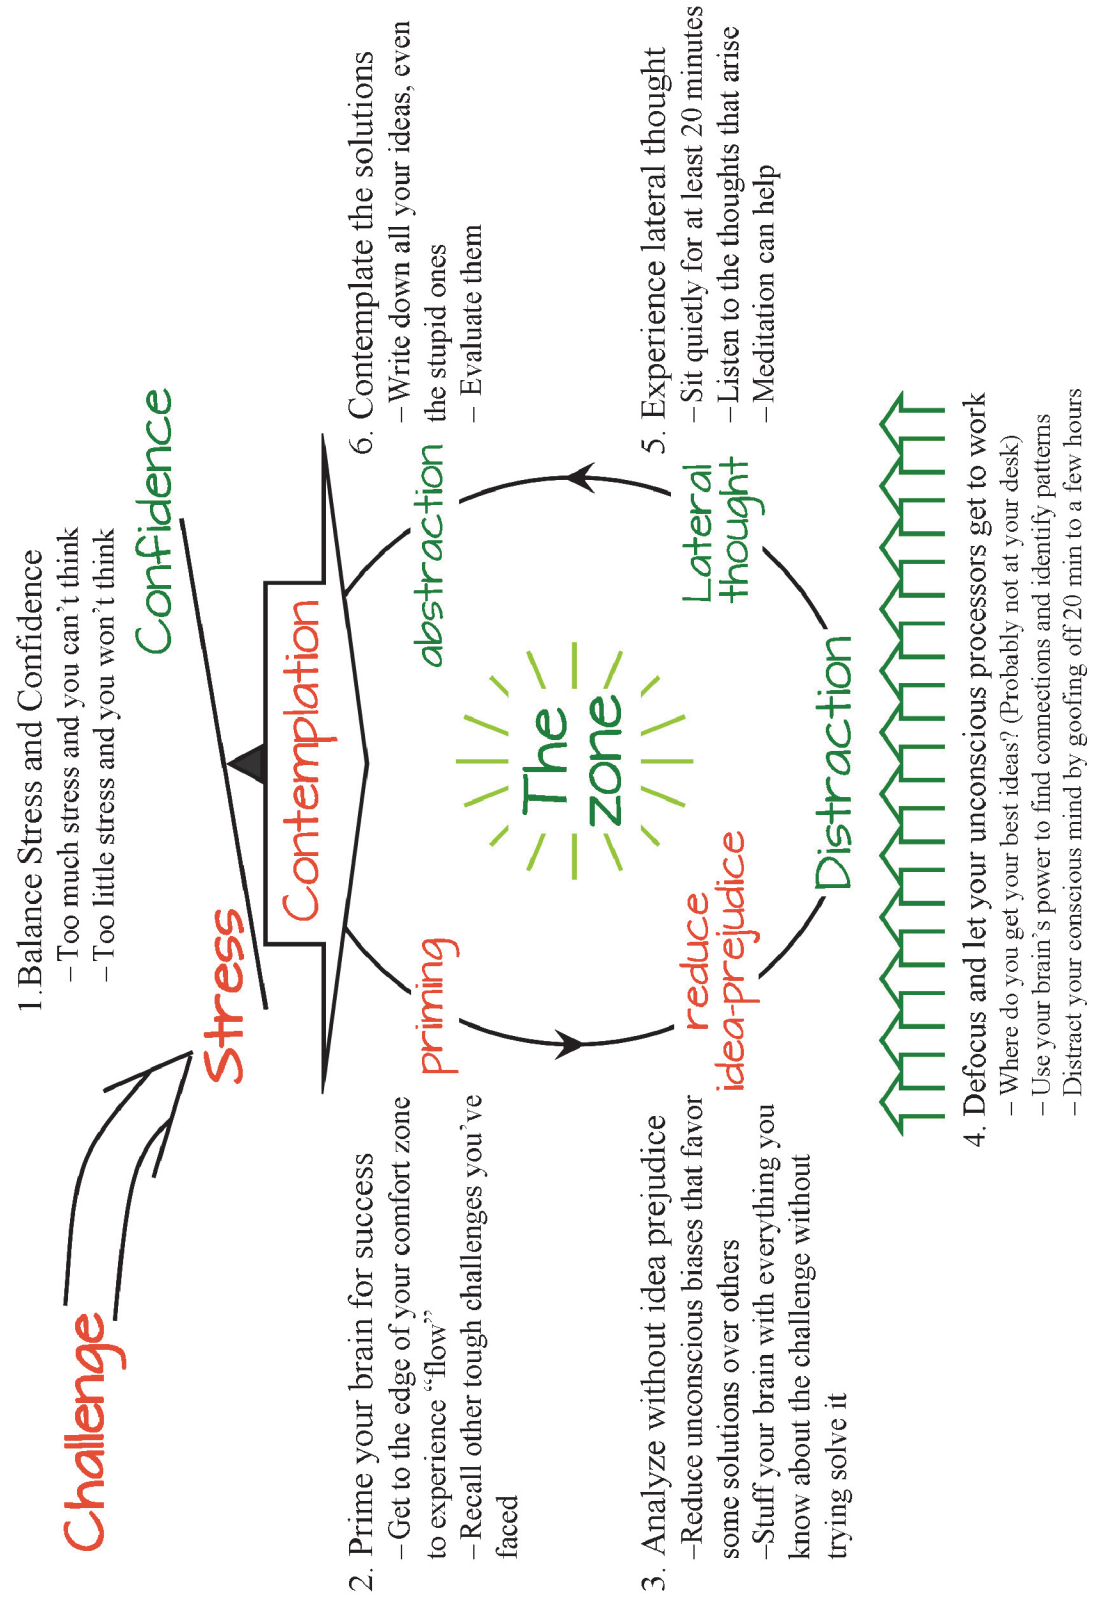 Challenge
1.Balance Stress and Confidence
–Too much stress and you can't think
–Too little stress and you won't think
Stress
Confidence
Contemplation
2. Prime your brain for success
–Get to the edge of your comfort zone
to experience “flow”
–Recall other tough challenges you've
faced
priming
abstraction
6. Contemplate the solutions
–Write down all your ideas, even
the stupid ones
– Evaluate them
The
zone
3. Analyze without idea prejudice
–Reduce unconscious biases that favor
some solutions over others
–Stuff your brain with everything you
know about the challenge without
trying solve it
reduce
idea-prejudice
Lateral
thought
5. Experience lateral thought
–Sit quietly for at least 20 minutes
–Listen to the thoughts that arise
–Meditation can help
Distraction
4. Defocus and let your unconscious processors get to work
– Where do you get your best ideas? (Probably not at your desk)
–Use your brain's power to find connections and identify patterns
–Distract your conscious mind by goofing off 20 min to a few hours